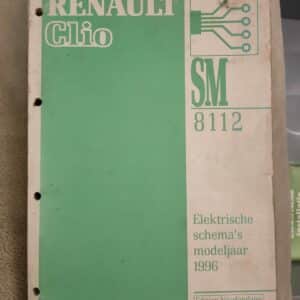 RENAULT
Clio
SM
8112
Elektrische
schema's
modeljaar
1996